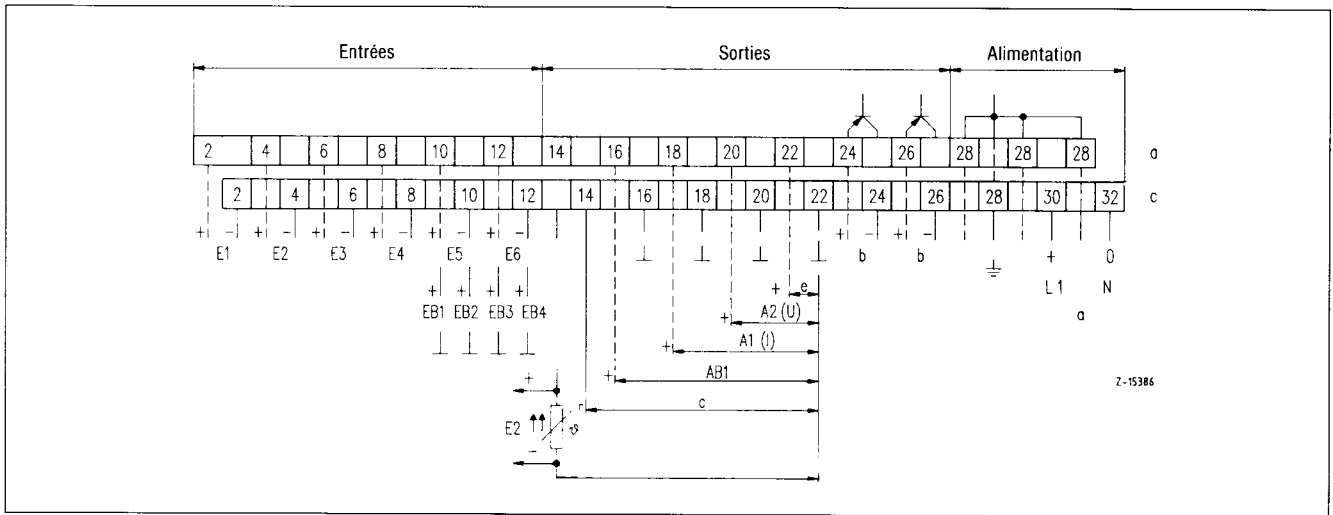 Entrées Sorties Alimentation
2 4 6 8 10 12 14 16 18 20 22 24 26 28 28 28 a
2 4 6 8 10 12 14 16 18 20 22 24 26 28 30 32 c
+ - + - + - + - + - + - + - + -
E1 E2 E3 E4 E5 E6 b b + 0
+ + + + + e L1 N
EB1 EB2 EB3 EB4 + A2 (U) a
+ A1 (I)
+ + AB1 Z-15386
r c
E2 ϑ
-